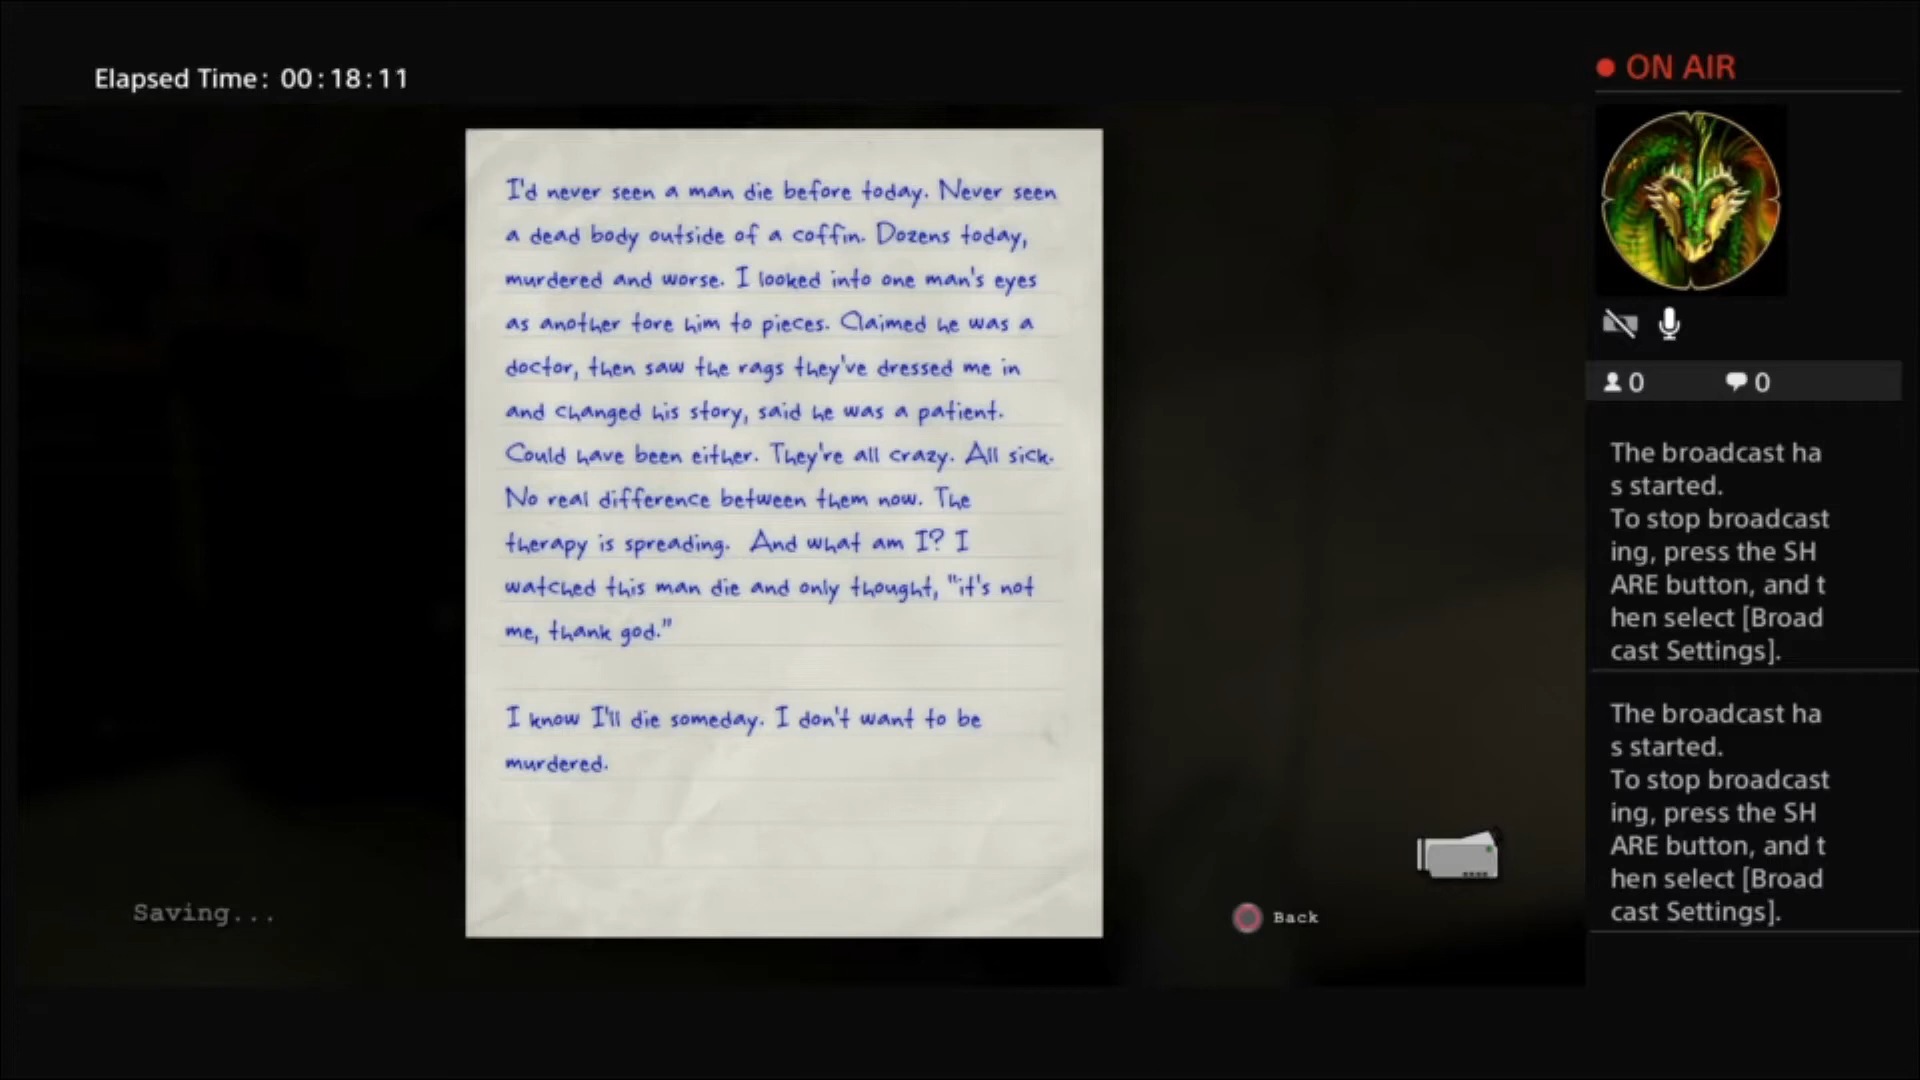 Elapsed Time: 00:18:11
ON AIR
I'd never seen a man die before today. Never seen
a dead body outside of a coffin. Dozens today,
murdered and worse. I looked into one man's eyes
as another tore him to pieces. Claimed he was a
doctor, then saw the rags they've dressed me in
and changed his story, said he was a patient.
Could have been either. They're all crazy. All sick.
No real difference between them now. The
therapy is spreading. And what am I? I
watched this man die and only thought, "it's not
me, thank god."
I know I'll die someday. I don't want to be
murdered.
Saving...
Back
0 0
The broadcast ha
s started.
To stop broadcast
ing, press the SH
ARE button, and t
hen select [Broad
cast Settings].
The broadcast ha
s started.
To stop broadcast
ing, press the SH
ARE button, and t
hen select [Broad
cast Settings].